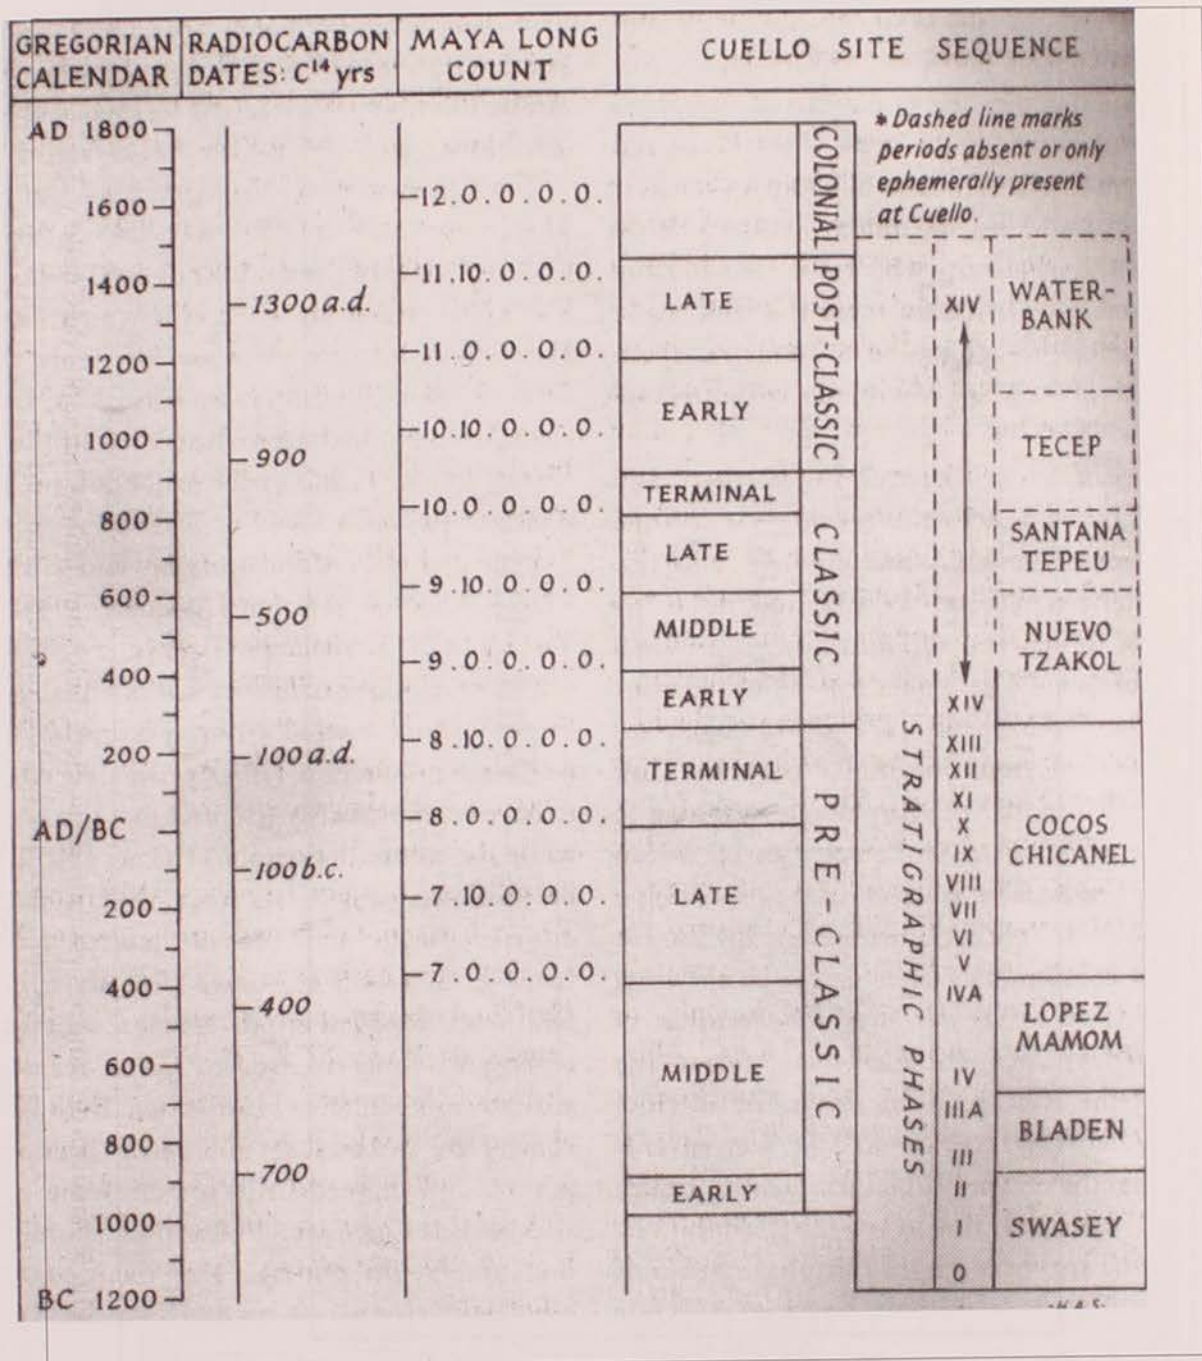 GREGORIAN CALENDAR
RADIOCARBON DATES: C¹⁴ yrs
MAYA LONG COUNT
CUELLO SITE SEQUENCE
AD 1800
1600
1400
1200
1000
800
600
400
200
AD/BC
200
400
600
800
1000
BC 1200
1300 a.d.
900
500
100 a.d.
100 b.c.
400
700
12.0.0.0.0.
11.10.0.0.0.
11.0.0.0.0.
10.10.0.0.0.
10.0.0.0.0.
9.10.0.0.0.
9.0.0.0.0.
8.10.0.0.0.
8.0.0.0.0.
7.10.0.0.0.
7.0.0.0.0.
LATE
EARLY
TERMINAL
LATE
MIDDLE
EARLY
TERMINAL
LATE
MIDDLE
EARLY
COLONIAL
POST-CLASSIC
CLASSIC
PRE-CLASSIC
* Dashed line marks
periods absent or only
ephemerally present
at Cuello.
STRATIGRAPHIC PHASES
XIV
XIV
XIII
XII
XI
X
IX
VIII
VII
VI
V
IVA
IV
IIIA
III
II
I
O
WATER-
BANK
TECEP
SANTANA
TEPEU
NUEVO
TZAKOL
COCOS
CHICANEL
LOPEZ
MAMOM
BLADEN
SWASEY